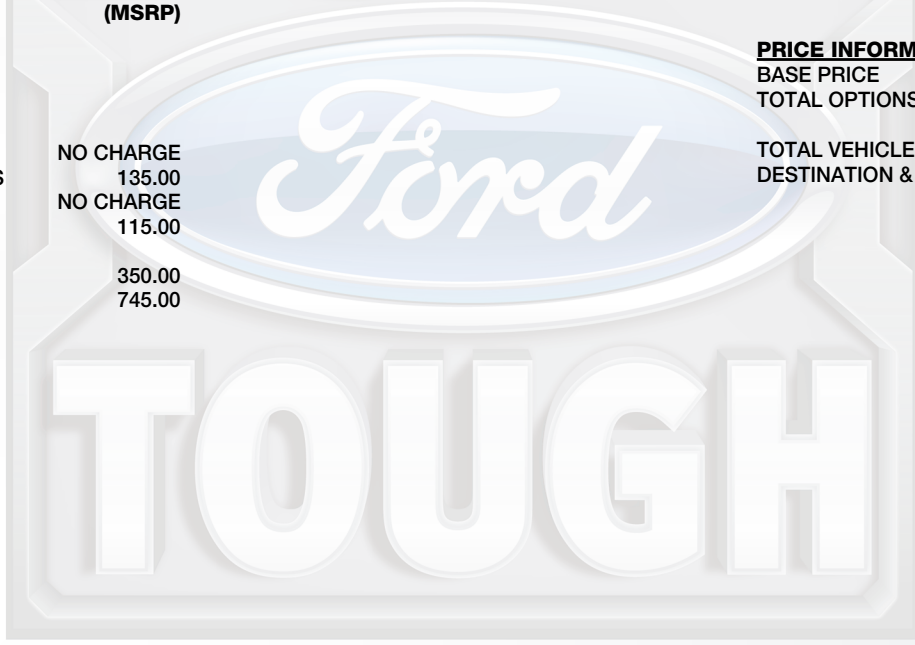 (MSRP)
NO CHARGE
S 135.00
NO CHARGE
115.00
350.00
745.00
PRICE INFORM
BASE PRICE
TOTAL OPTIONS
TOTAL VEHICLE
DESTINATION &
Ford
TOUGH